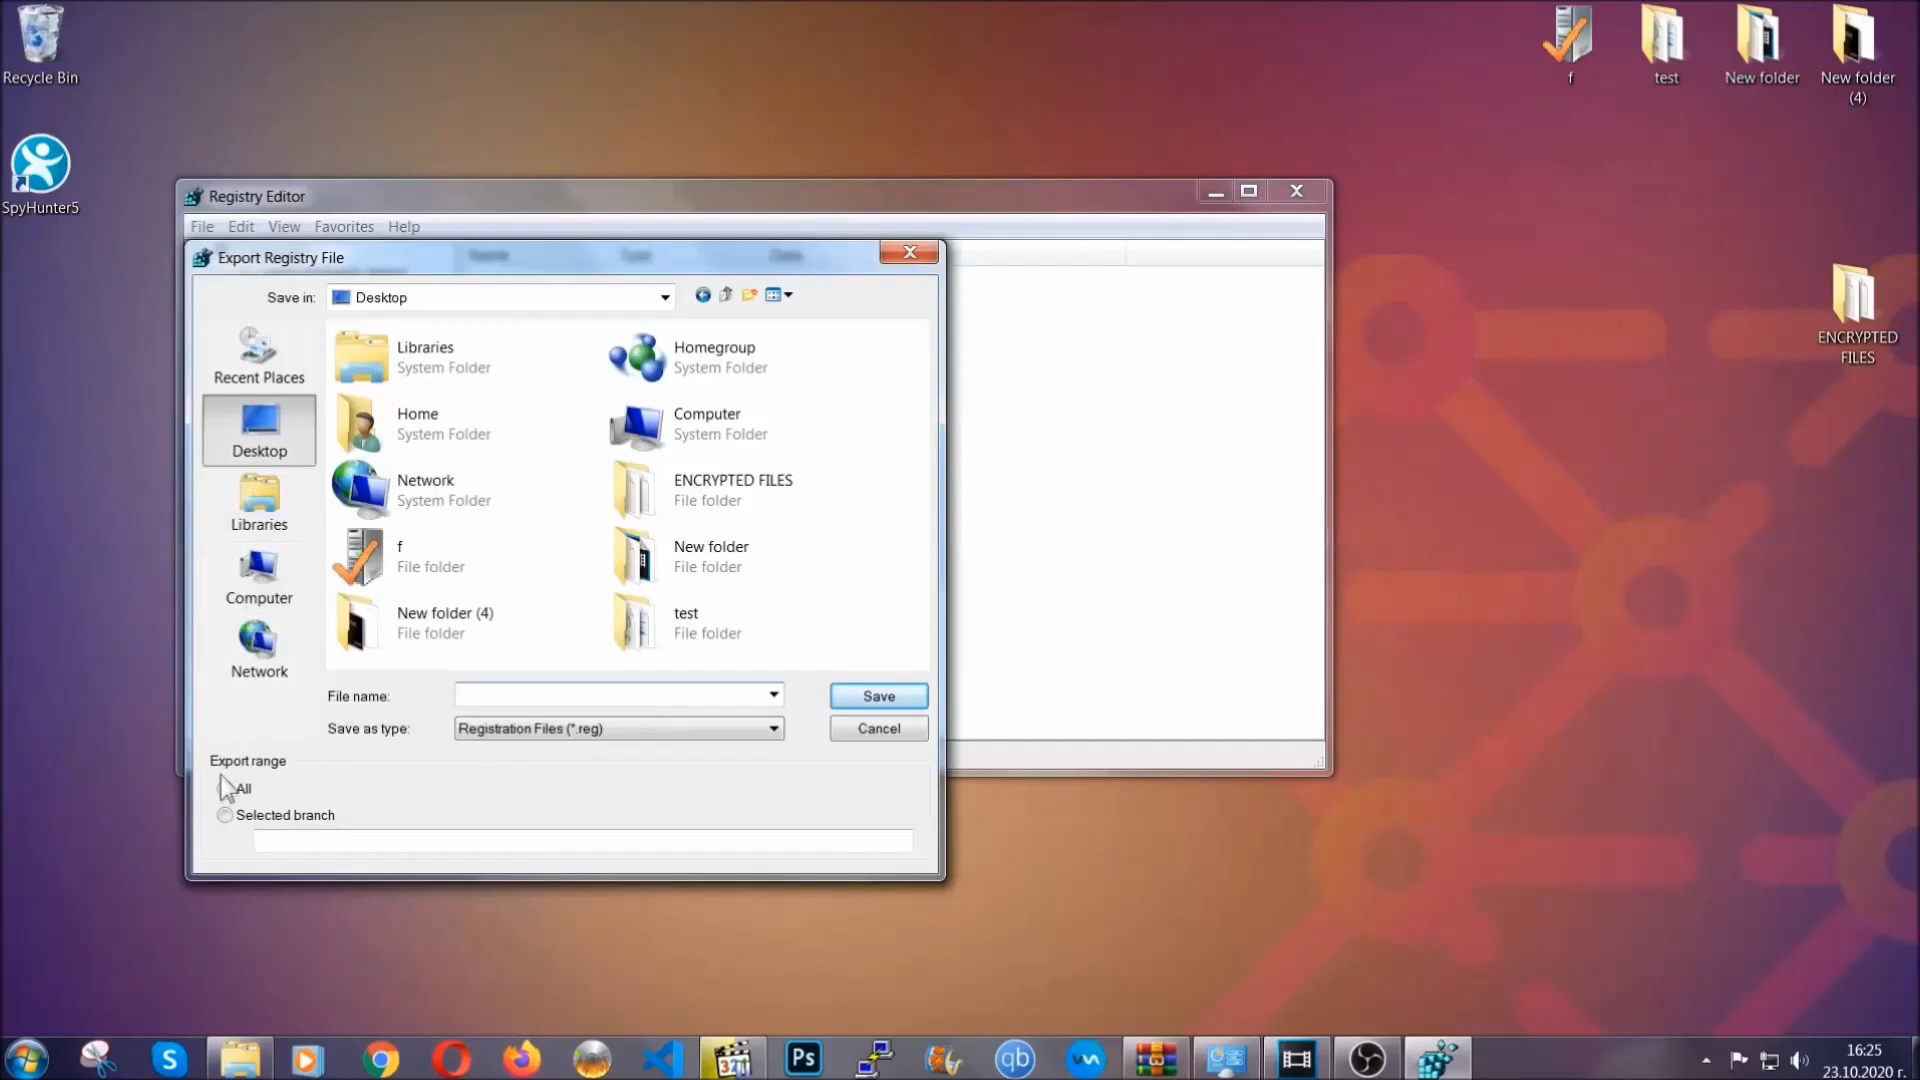 Recycle Bin
SpyHunter5
f
test
New folder
New folder
(4)
ENCRYPTED
FILES
Registry Editor
File Edit View Favorites Help
Export Registry File
Save in:
Desktop
Recent Places
Desktop
Libraries
Computer
Network
Libraries
System Folder
Homegroup
System Folder
Home
System Folder
Computer
System Folder
Network
System Folder
ENCRYPTED FILES
File folder
f
File folder
New folder
File folder
New folder (4)
File folder
test
File folder
File name:
Save
Save as type:
Registration Files (*.reg)
Cancel
Export range
All
Selected branch
S
321
Ps
qb
16:25
23.10.2020 г.